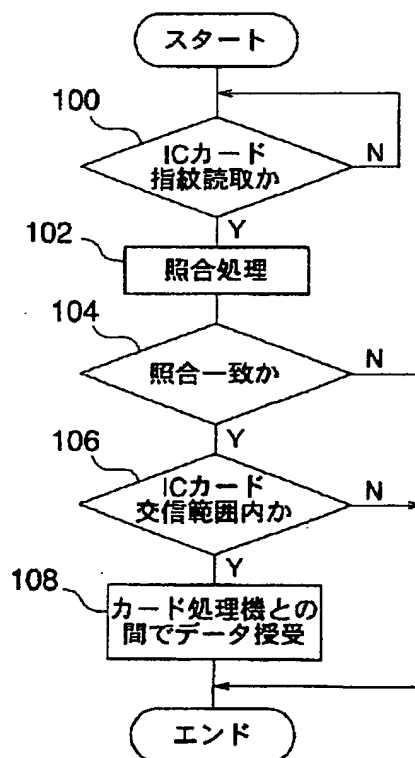 スタート
100
ICカード
指紋読取か
N
Y
102
照合処理
104
照合一致か
N
Y
106
ICカード
交信範囲内か
N
Y
108
カード処理機との
間でデータ授受
エンド